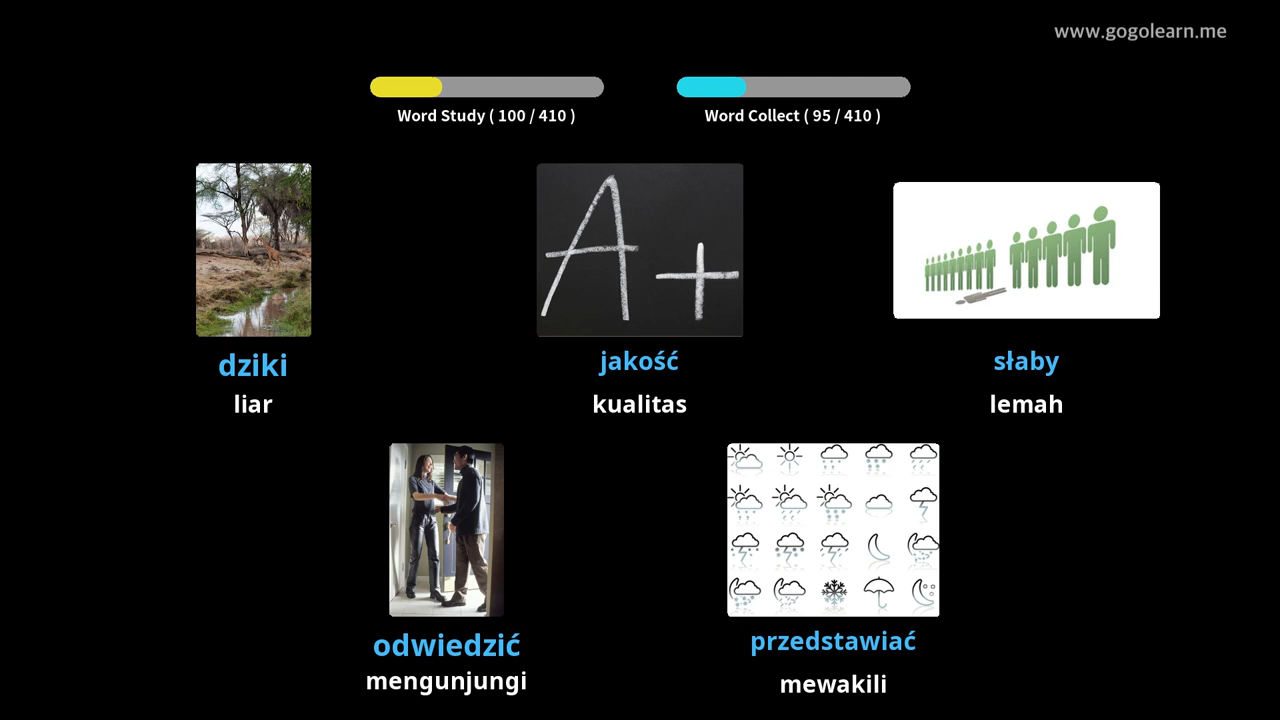 www.gogolearn.me
Word Study ( 100 / 410 )
Word Collect ( 95 / 410 )
A+
dziki
liar
jakość
kualitas
słaby
lemah
odwiedzić
mengunjungi
przedstawiać
mewakili